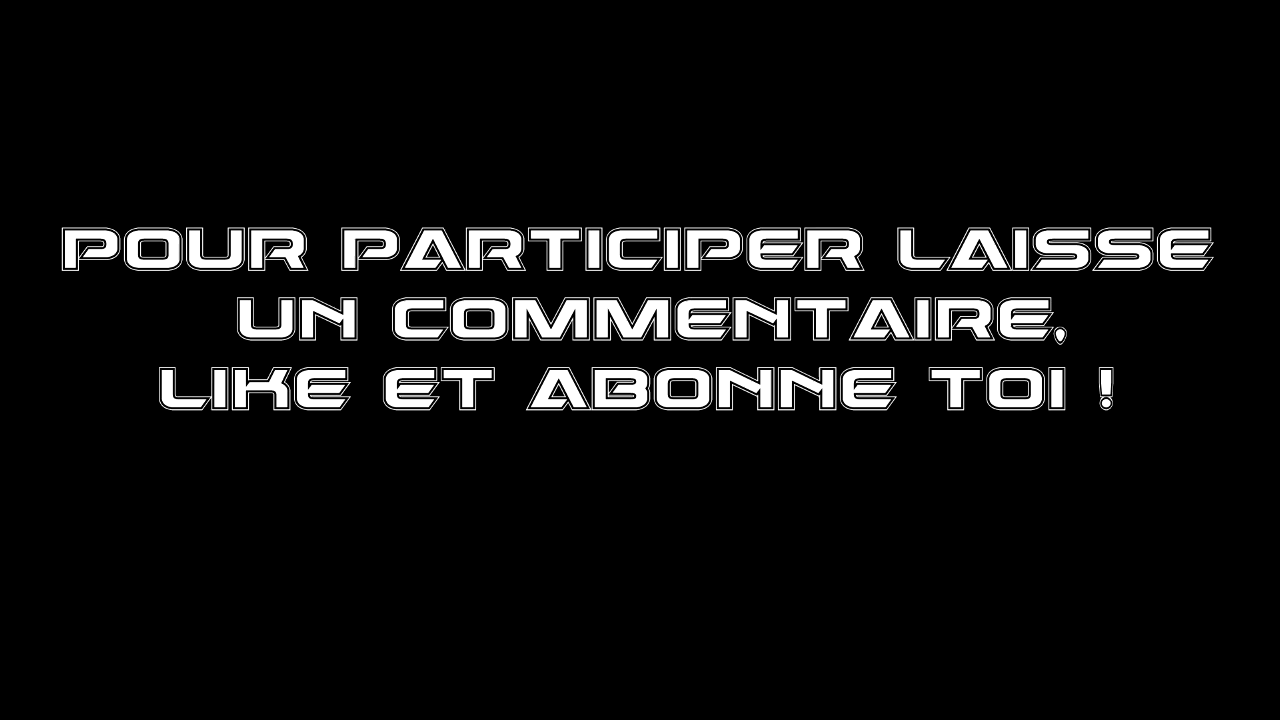 POUR PARTICIPER LAISSE
UN COMMENTAIRE,
LIKE ET ABONNE TOI !